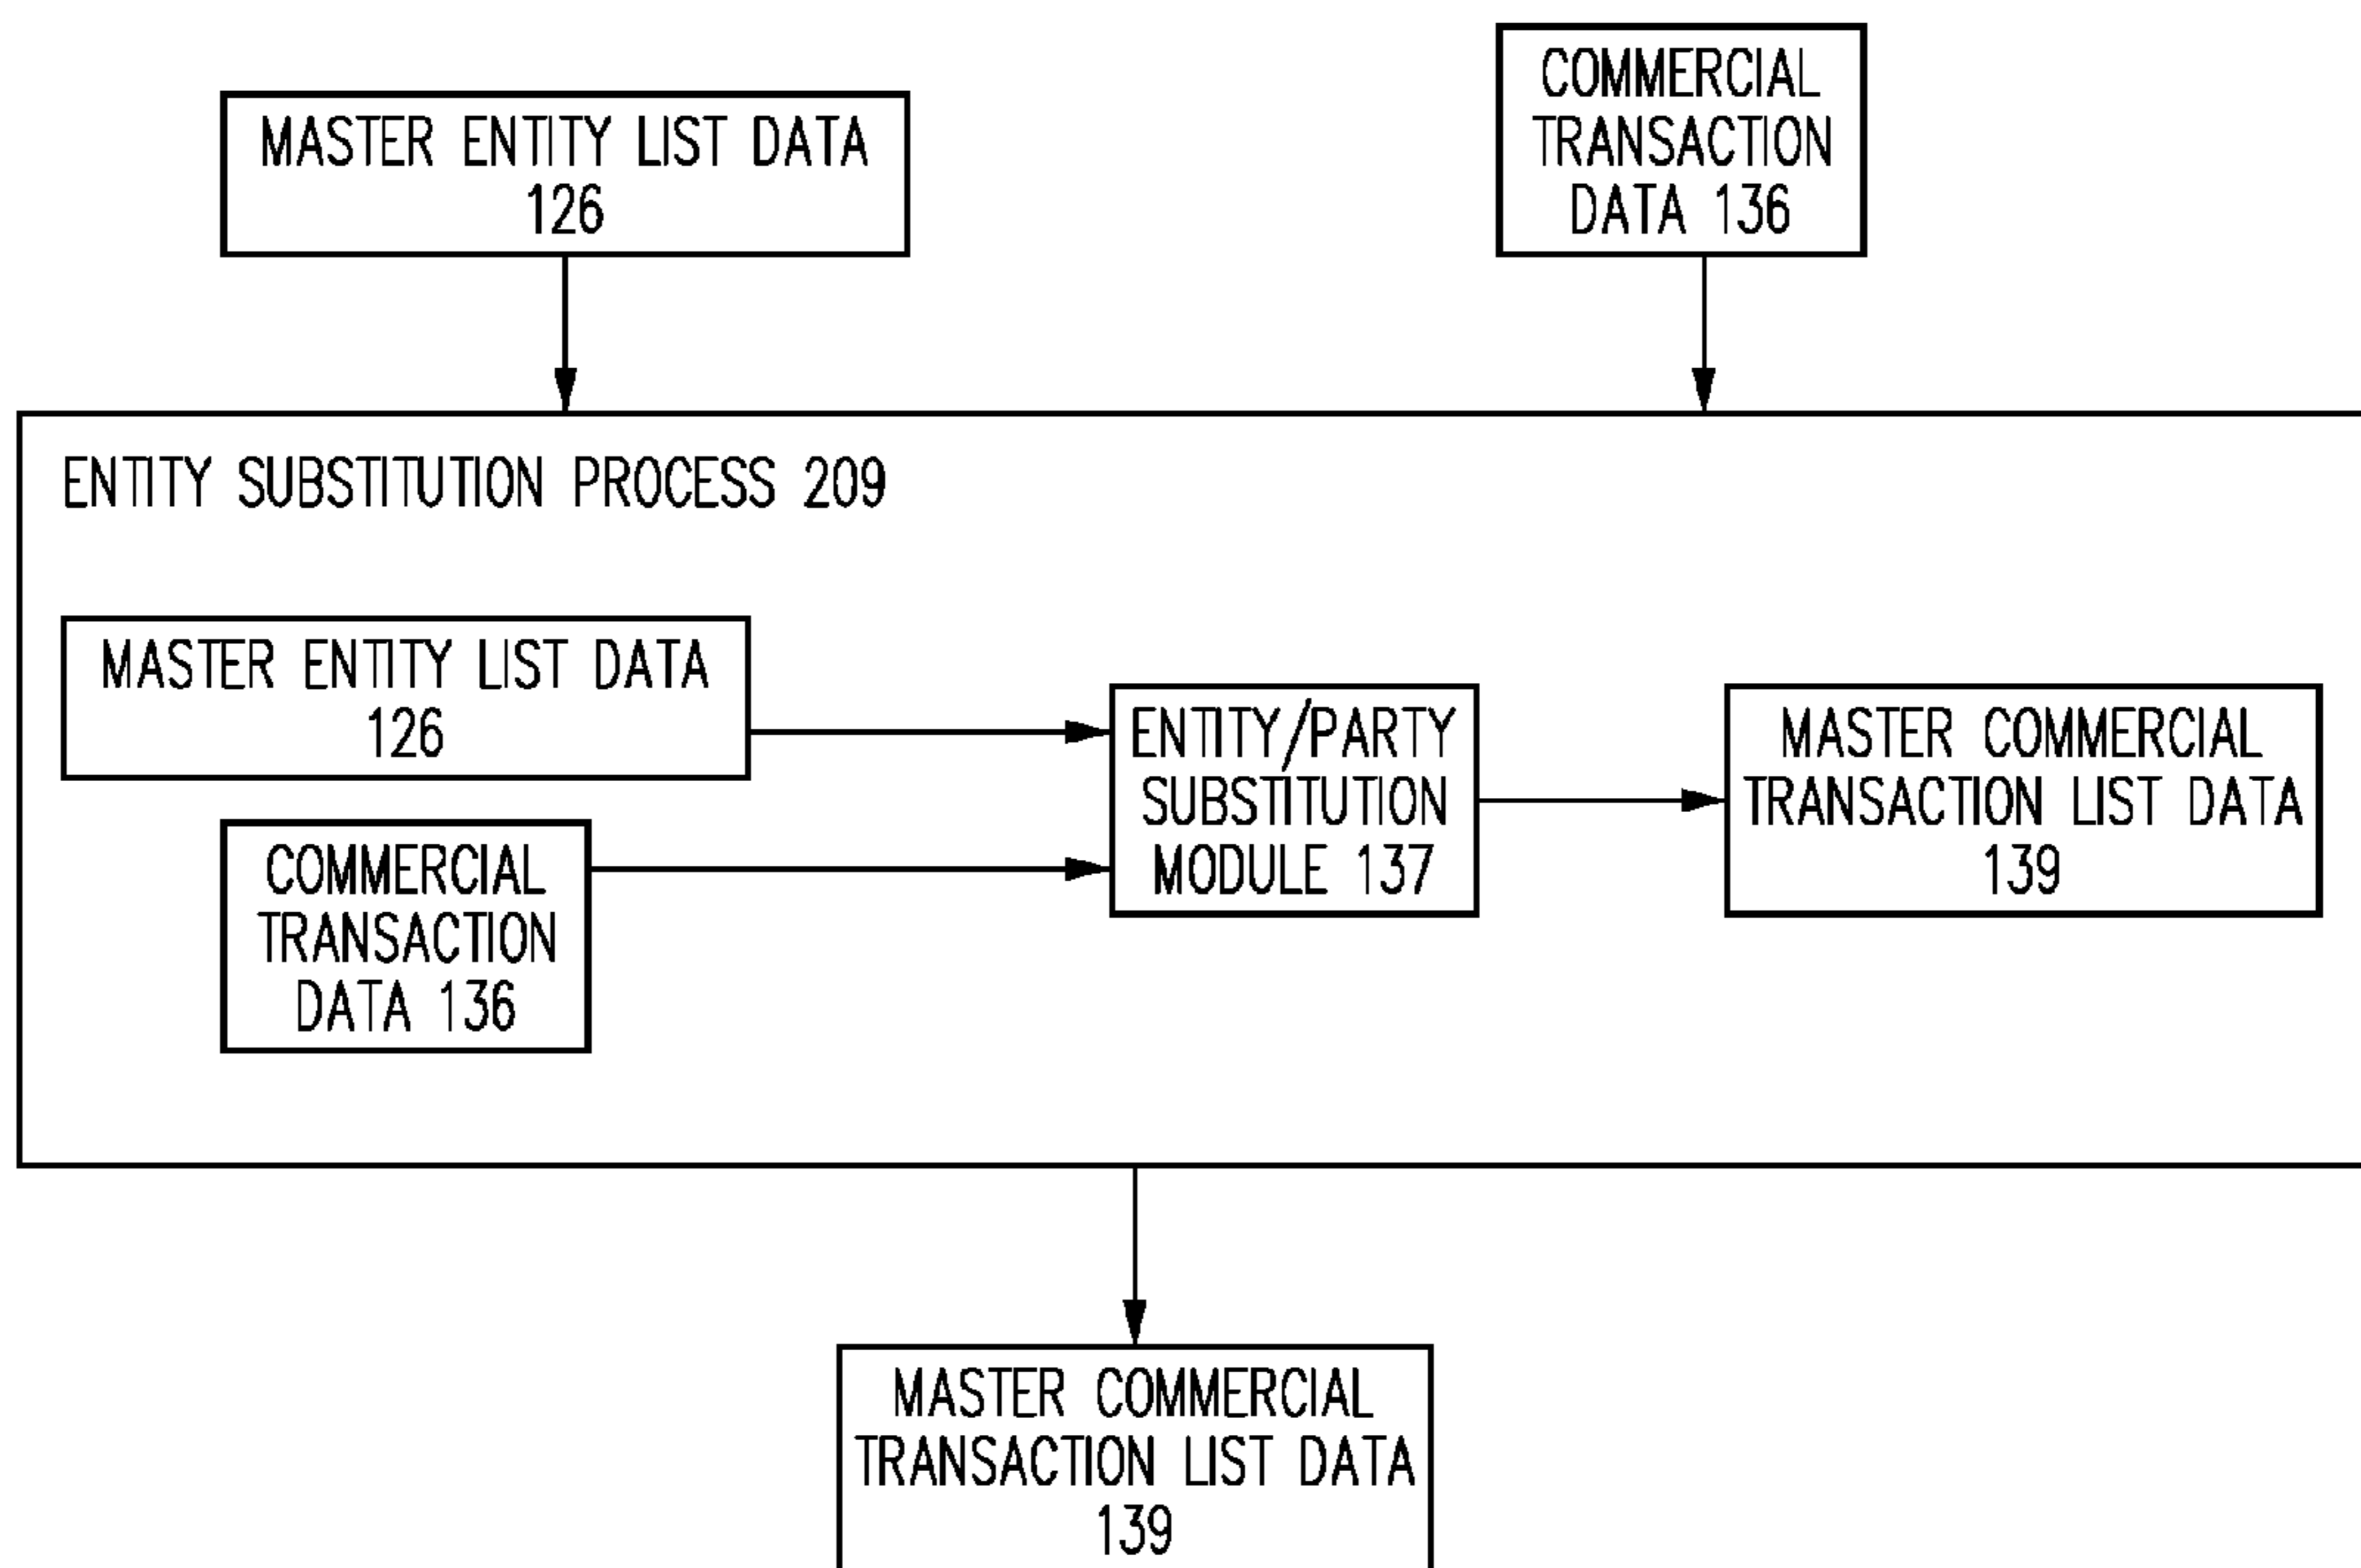 MASTER ENTITY LIST DATA
126
COMMERCIAL
TRANSACTION
DATA 136
ENTITY SUBSTITUTION PROCESS 209
MASTER ENTITY LIST DATA
126
COMMERCIAL
TRANSACTION
DATA 136
ENTITY/PARTY
SUBSTITUTION
MODULE 137
MASTER COMMERCIAL
TRANSACTION LIST DATA
139
MASTER COMMERCIAL
TRANSACTION LIST DATA
139